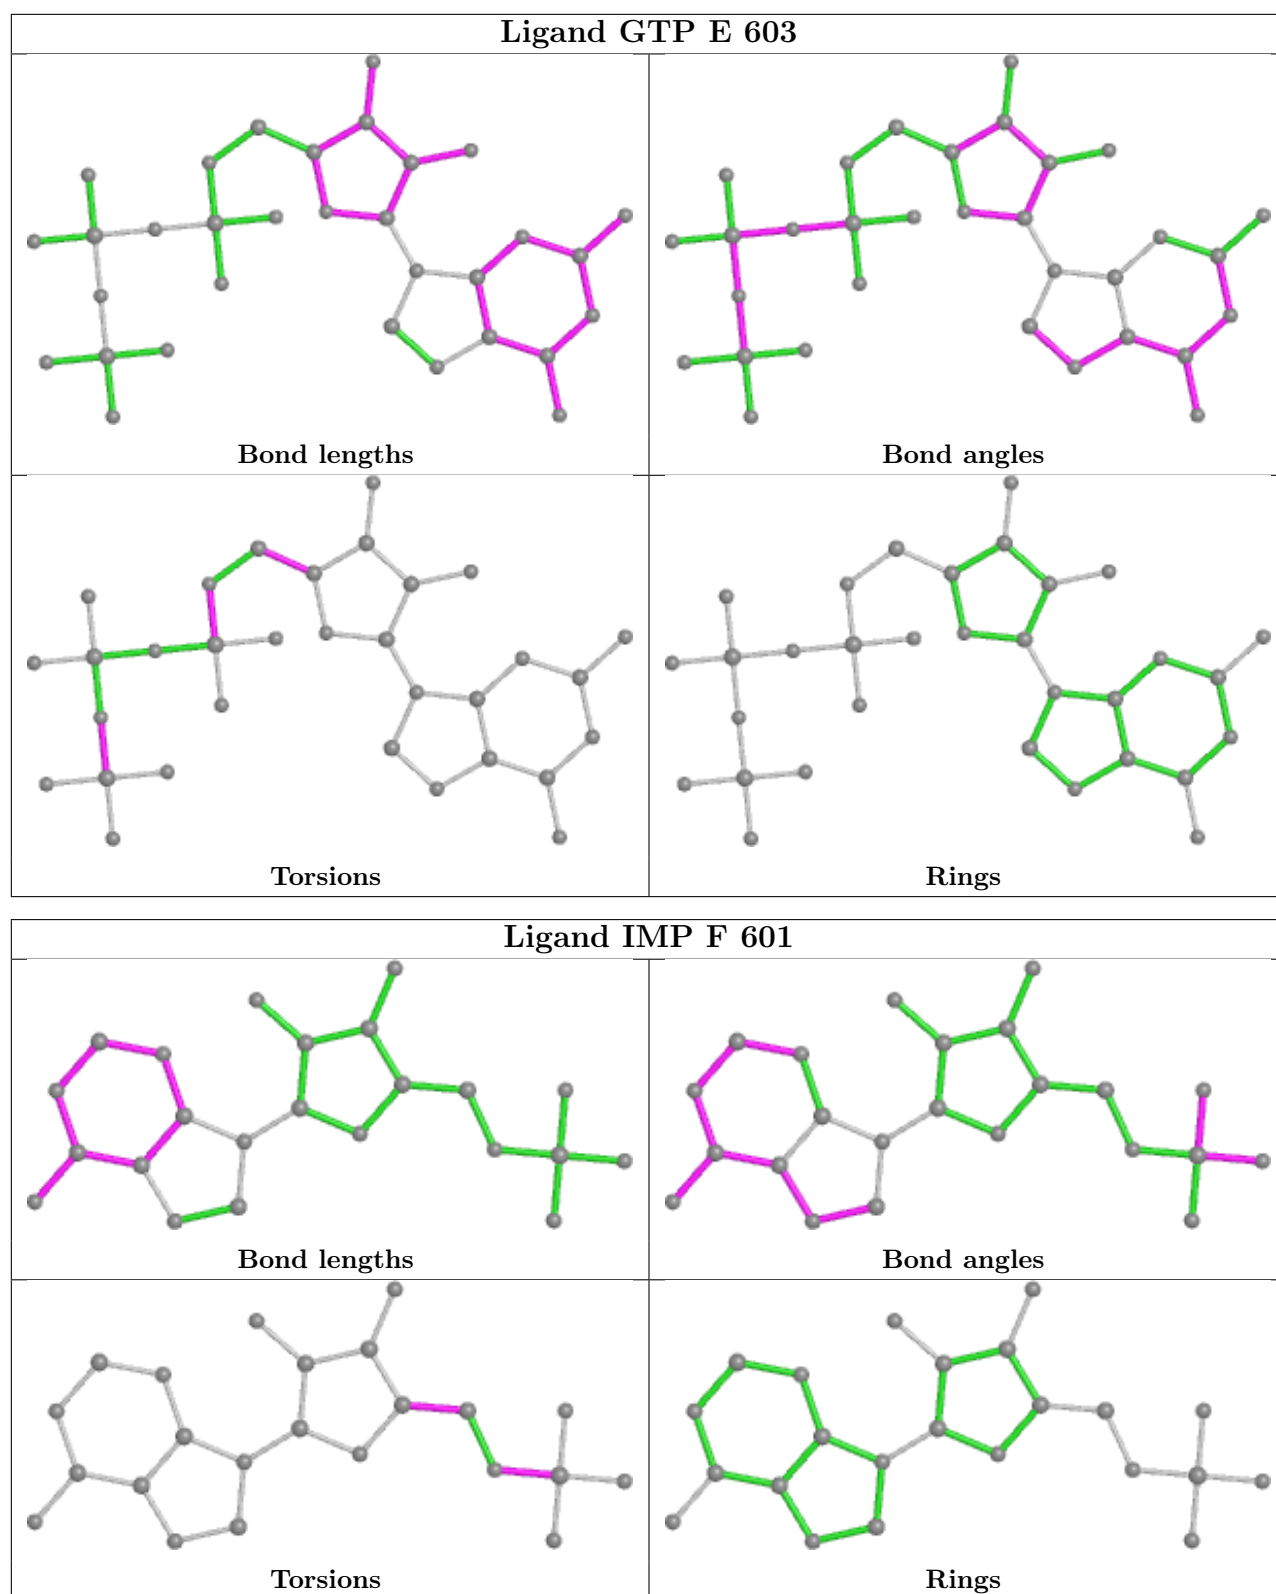 Ligand GTP E 603
Bond lengths
Bond angles
Torsions
Rings
Ligand IMP F 601
Bond lengths
Bond angles
Torsions
Rings